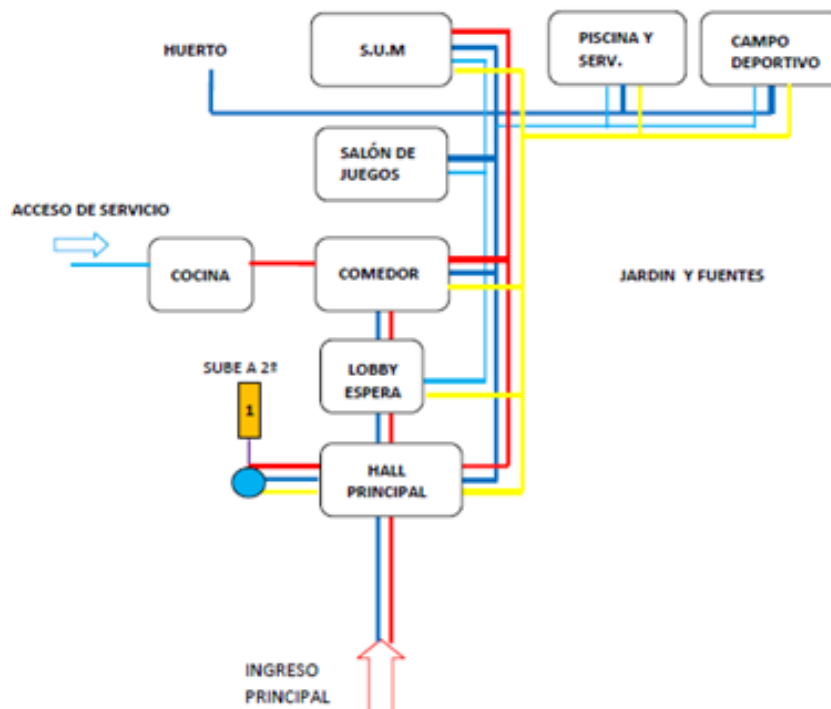 HUERTO
S.U.M
PISCINA Y
SERV.
CAMPO
DEPORTIVO
SALÓN DE
JUEGOS
ACCESO DE SERVICIO
COCINA
COMEDOR
JARDIN Y FUENTES
LOBBY
ESPERA
SUBE A 2º
1
HALL
PRINCIPAL
INGRESO
PRINCIPAL